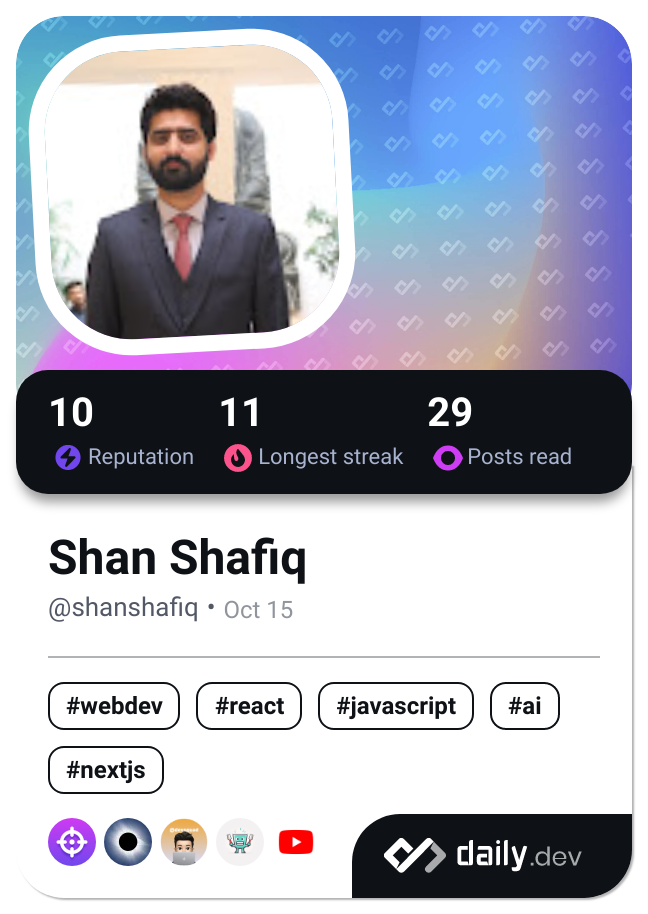 10 11 29
Reputation Longest streak Posts read
Shan Shafiq
@shanshafiq • Oct 15
#webdev #react #javascript #ai
#nextjs
daily.dev